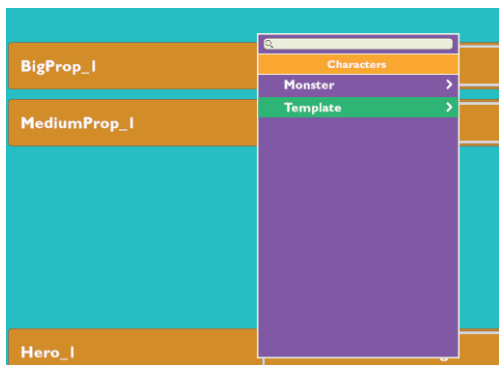 BigProp_1
MediumProp_1
Hero_1
Characters
Monster
Template